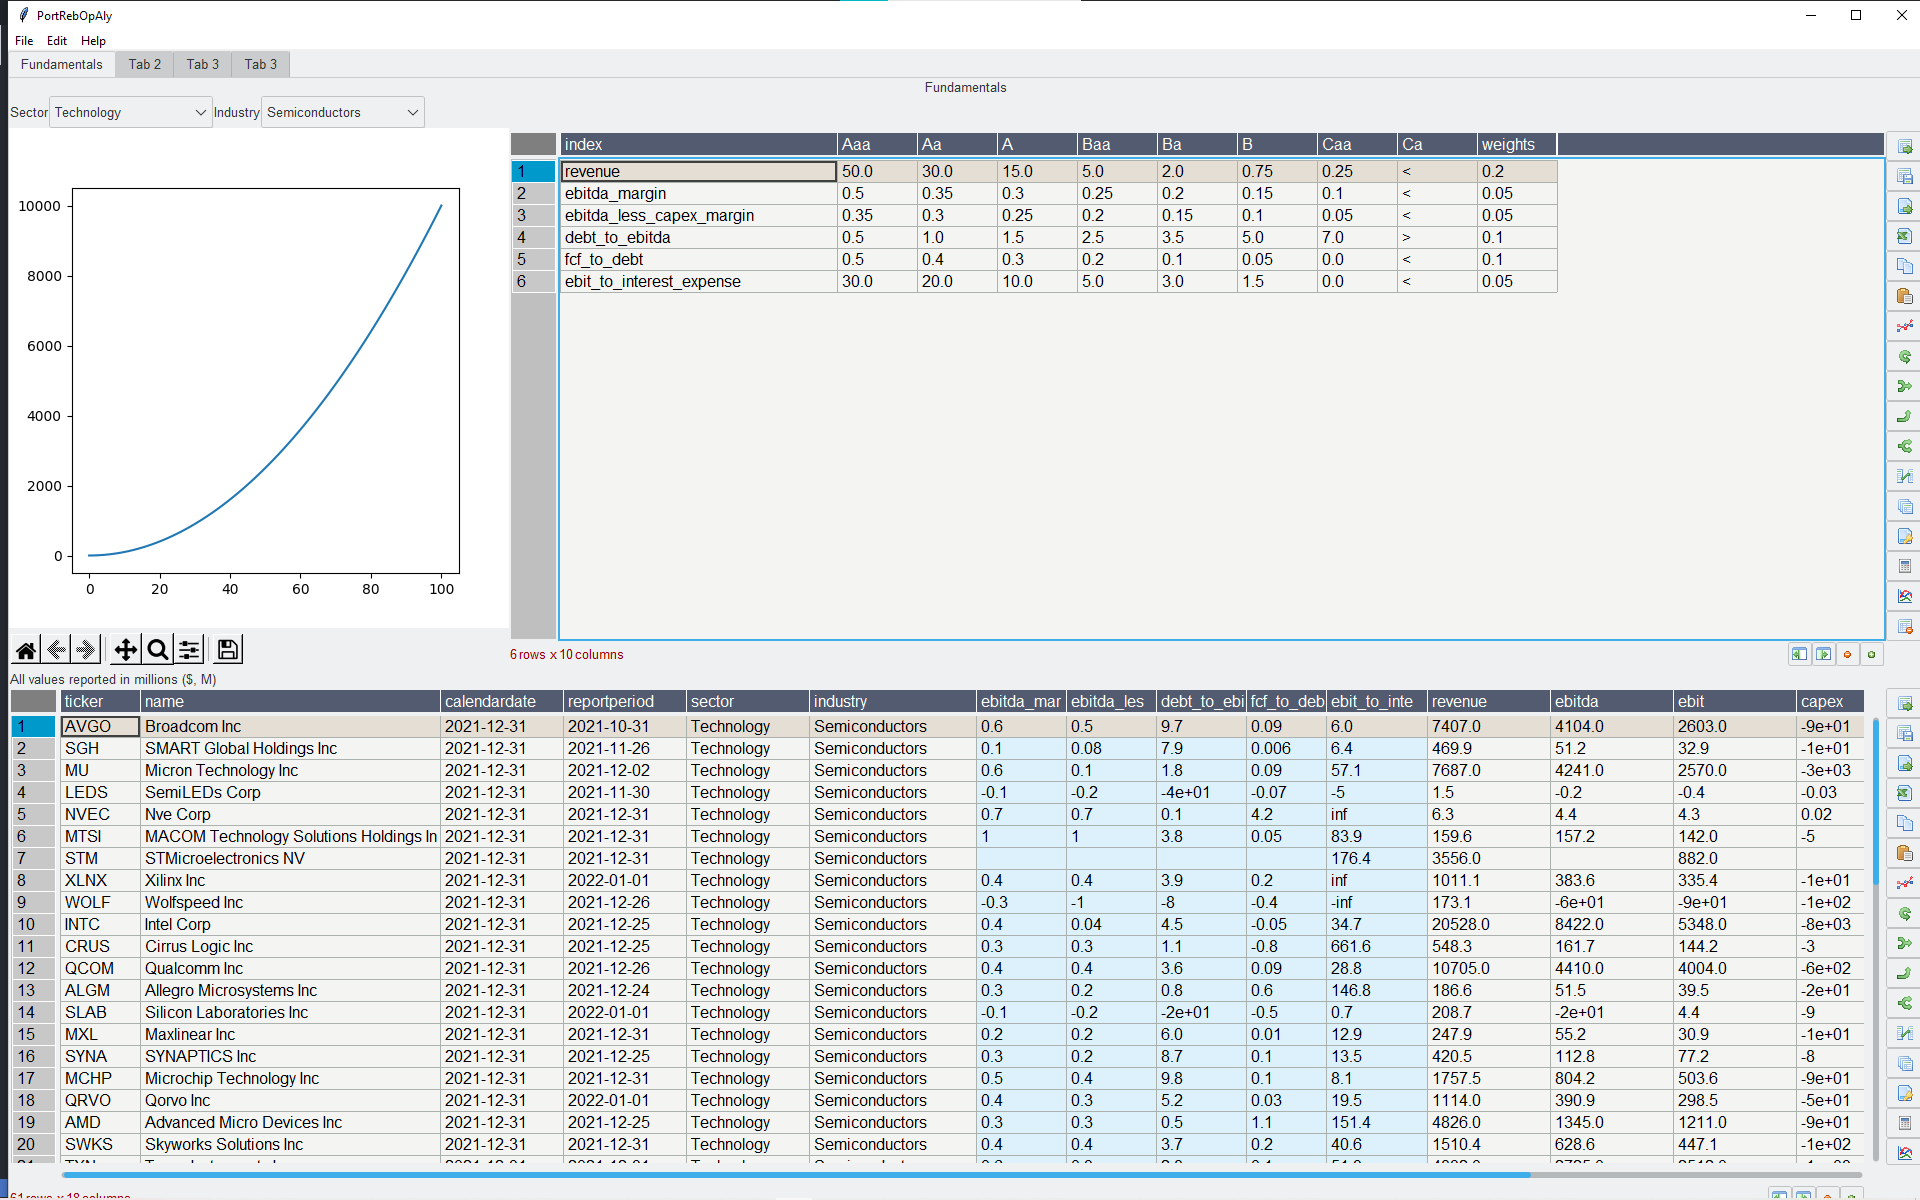 PortRebOpAly
File Edit Help
Fundamentals Tab 2 Tab 3 Tab 3
Fundamentals
Sector Technology Industry Semiconductors
index Aaa Aa A Baa Ba B Caa Ca weights
1 revenue 50.0 30.0 15.0 5.0 2.0 0.75 0.25 < 0.2
2 ebitda_margin 0.5 0.35 0.3 0.25 0.2 0.15 0.1 < 0.05
3 ebitda_less_capex_margin 0.35 0.3 0.25 0.2 0.15 0.1 0.05 < 0.05
4 debt_to_ebitda 0.5 1.0 1.5 2.5 3.5 5.0 7.0 > 0.1
5 fcf_to_debt 0.5 0.4 0.3 0.2 0.1 0.05 0.0 < 0.1
6 ebit_to_interest_expense 30.0 20.0 10.0 5.0 3.0 1.5 0.0 < 0.05
10000
8000
6000
4000
2000
0
0 20 40 60 80 100
6 rows x 10 columns
All values reported in millions ($, M)
ticker name calendardate reportperiod sector industry ebitda_mar ebitda_les debt_to_ebi fcf_to_deb ebit_to_inte revenue ebitda ebit capex
1 AVGO Broadcom Inc 2021-12-31 2021-10-31 Technology Semiconductors 0.6 0.5 9.7 0.09 6.0 7407.0 4104.0 2603.0 -9e+01
2 SGH SMART Global Holdings Inc 2021-12-31 2021-11-26 Technology Semiconductors 0.1 0.08 7.9 0.006 6.4 469.9 51.2 32.9 -1e+01
3 MU Micron Technology Inc 2021-12-31 2021-12-02 Technology Semiconductors 0.6 0.1 1.8 0.09 57.1 7687.0 4241.0 2570.0 -3e+03
4 LEDS SemiLEDs Corp 2021-12-31 2021-11-30 Technology Semiconductors -0.1 -0.2 -4e+01 -0.07 -5 1.5 -0.2 -0.4 -0.03
5 NVEC Nve Corp 2021-12-31 2021-12-31 Technology Semiconductors 0.7 0.7 0.1 4.2 inf 6.3 4.4 4.3 0.02
6 MTSI MACOM Technology Solutions Holdings In 2021-12-31 2021-12-31 Technology Semiconductors 1 1 3.8 0.05 83.9 159.6 157.2 142.0 -5
7 STM STMicroelectronics NV 2021-12-31 2021-12-31 Technology Semiconductors 176.4 3556.0 882.0
8 XLNX Xilinx Inc 2021-12-31 2022-01-01 Technology Semiconductors 0.4 0.4 3.9 0.2 inf 1011.1 383.6 335.4 -1e+01
9 WOLF Wolfspeed Inc 2021-12-31 2021-12-26 Technology Semiconductors -0.3 -1 -8 -0.4 -inf 173.1 -6e+01 -9e+01 -1e+02
10 INTC Intel Corp 2021-12-31 2021-12-25 Technology Semiconductors 0.4 0.04 4.5 -0.05 34.7 20528.0 8422.0 5348.0 -8e+03
11 CRUS Cirrus Logic Inc 2021-12-31 2021-12-25 Technology Semiconductors 0.3 0.3 1.1 -0.8 661.6 548.3 161.7 144.2 -3
12 QCOM Qualcomm Inc 2021-12-31 2021-12-26 Technology Semiconductors 0.4 0.4 3.6 0.09 28.8 10705.0 4410.0 4004.0 -6e+02
13 ALGM Allegro Microsystems Inc 2021-12-31 2021-12-24 Technology Semiconductors 0.3 0.2 0.8 0.6 146.8 186.6 51.5 39.5 -2e+01
14 SLAB Silicon Laboratories Inc 2021-12-31 2022-01-01 Technology Semiconductors -0.1 -0.2 -2e+01 -0.5 0.7 208.7 -2e+01 4.4 -9
15 MXL Maxlinear Inc 2021-12-31 2021-12-31 Technology Semiconductors 0.2 0.2 6.0 0.01 12.9 247.9 55.2 30.9 -1e+01
16 SYNA SYNAPTICS Inc 2021-12-31 2021-12-25 Technology Semiconductors 0.3 0.2 8.7 0.1 13.5 420.5 112.8 77.2 -8
17 MCHP Microchip Technology Inc 2021-12-31 2021-12-31 Technology Semiconductors 0.5 0.4 9.8 0.1 8.1 1757.5 804.2 503.6 -9e+01
18 QRVO Qorvo Inc 2021-12-31 2022-01-01 Technology Semiconductors 0.4 0.3 5.2 0.03 19.5 1114.0 390.9 298.5 -5e+01
19 AMD Advanced Micro Devices Inc 2021-12-31 2021-12-25 Technology Semiconductors 0.3 0.3 0.5 1.1 151.4 4826.0 1345.0 1211.0 -9e+01
20 SWKS Skyworks Solutions Inc 2021-12-31 2021-12-31 Technology Semiconductors 0.4 0.4 3.7 0.2 40.6 1510.4 628.6 447.1 -1e+02
61 rows x 18 columns